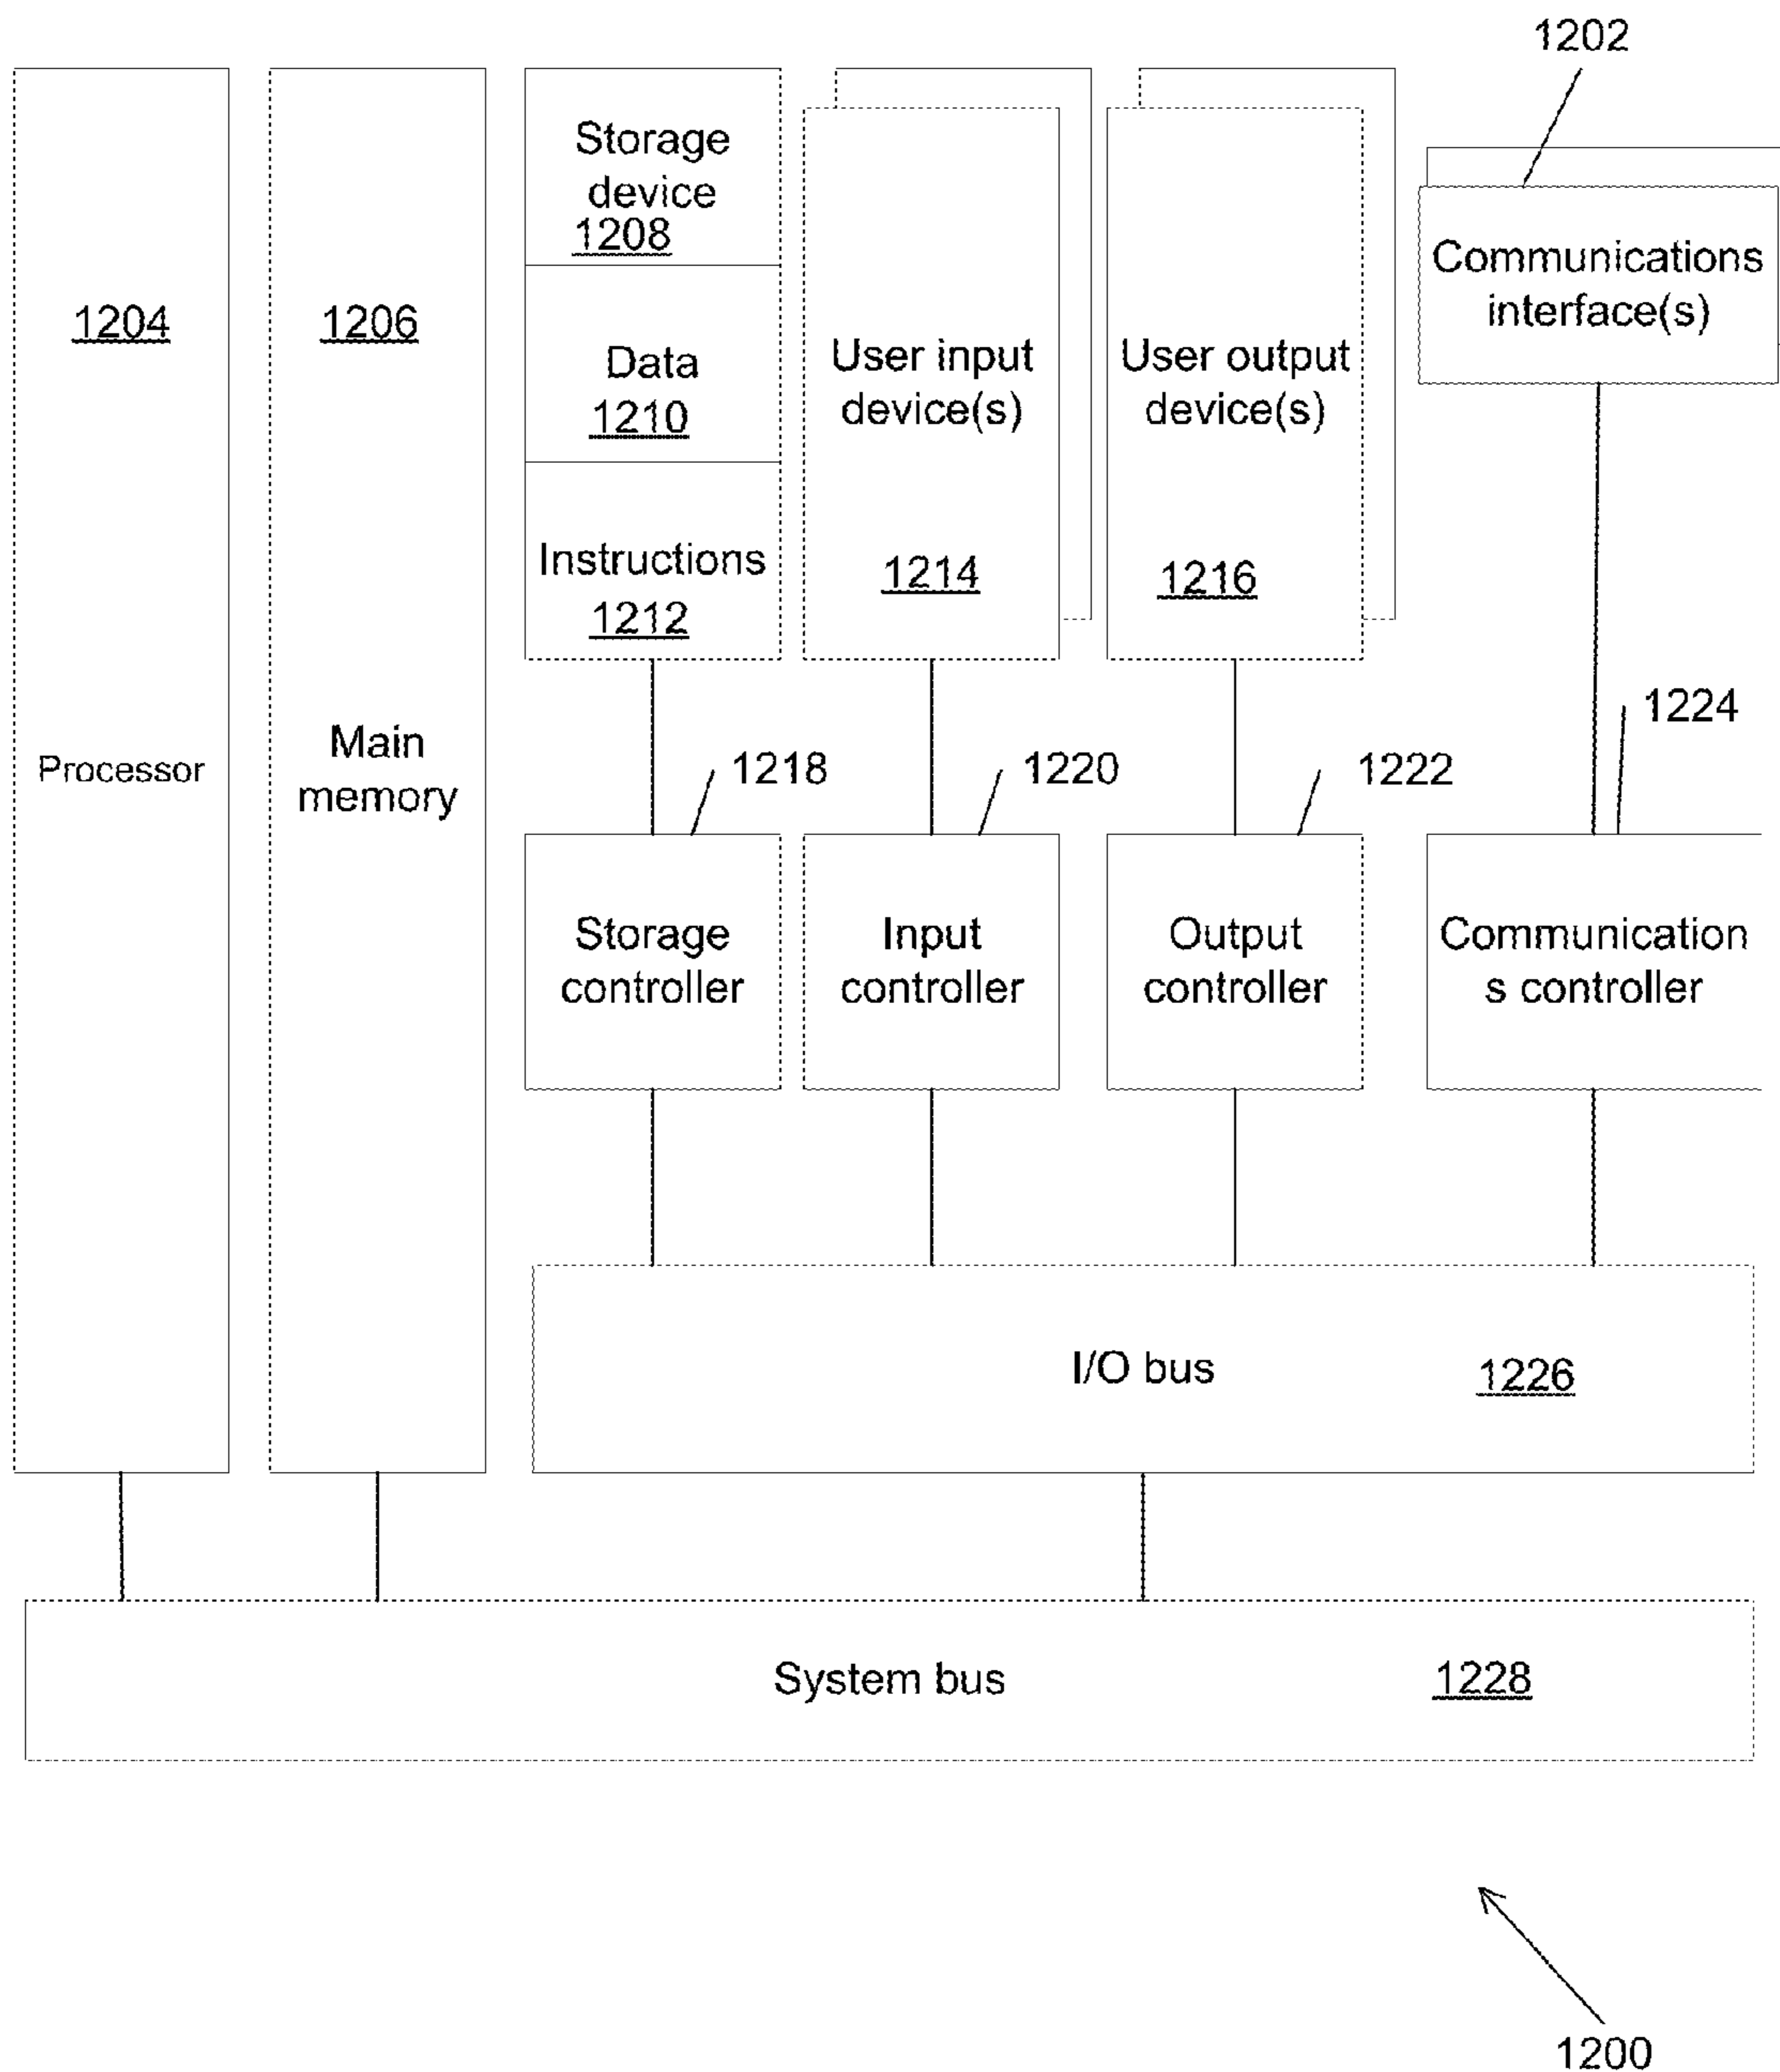 1202
Storage
device
1208
Communications
interface(s)
1204
1206
Data
1210
User input
device(s)
User output
device(s)
Instructions
1212
1214
1216
1224
Processor
Main
memory
1218
1220
1222
Storage
controller
Input
controller
Output
controller
Communication
s controller
I/O bus
1226
System bus
1228
1200